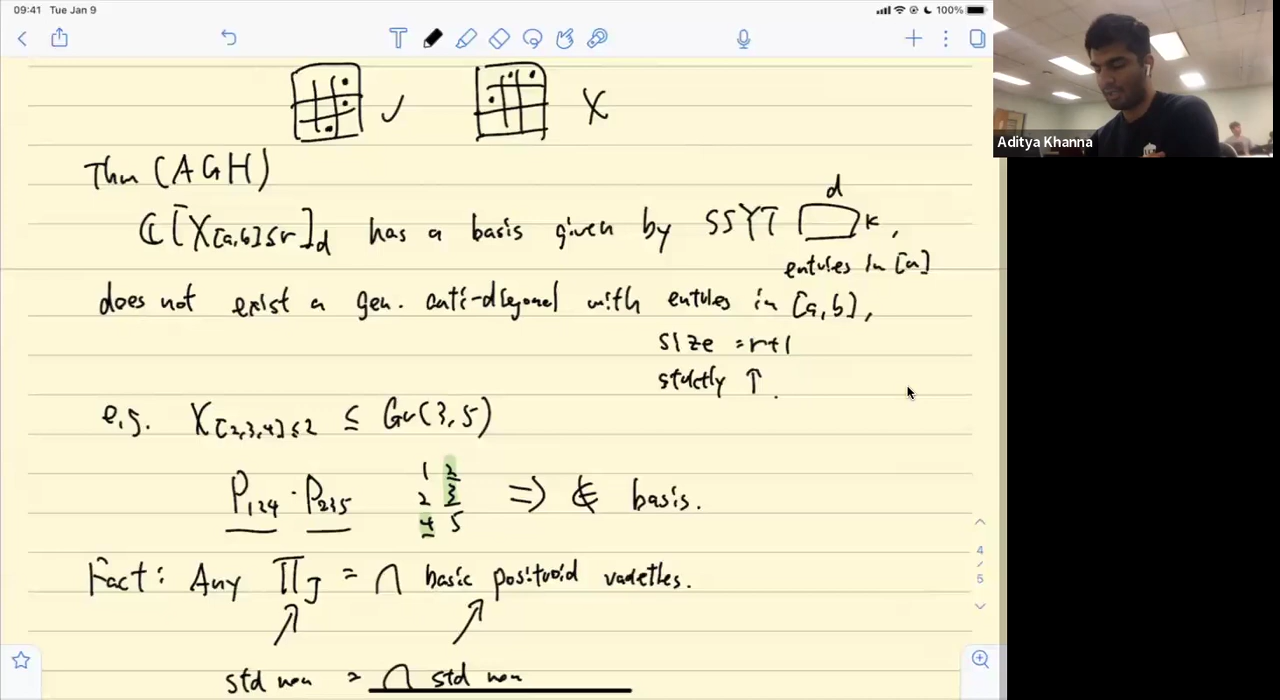 09:41 Tue Jan 9
100%
Aditya Khanna
✓ X
Thm (AGH)
ℂ[X[a,b]≤r]d has a basis given by SSYT d k,
entries in [n]
does not exist a gen. anti-diagonal with entries in [a,b],
size = r+1
strictly ↑.
e.g. X[2,3,4]≤2 ⊆ Gr(3,5)
P124 · P235
1 2
2 3
4 5
⇒ ∉ basis.
Fact: Any ΠJ = ∩ basic positroid varieties.
std mon = ∩ std mon
4
/
5